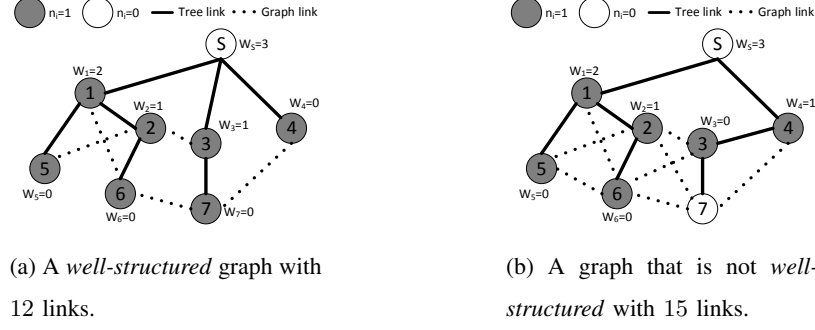 nᵢ=1 nᵢ=0 Tree link Graph link
S Wₛ=3
W₁=2
1
W₂=1
2
W₃=1
3
W₄=0
4
5
W₅=0
6
W₆=0
7
W₇=0
(a) A well-structured graph with
12 links.
nᵢ=1 nᵢ=0 Tree link Graph link
S Wₛ=3
W₁=2
1
W₂=1
2
W₃=0
3
W₄=1
4
5
W₅=0
6
W₆=0
7
(b) A graph that is not well-
structured with 15 links.